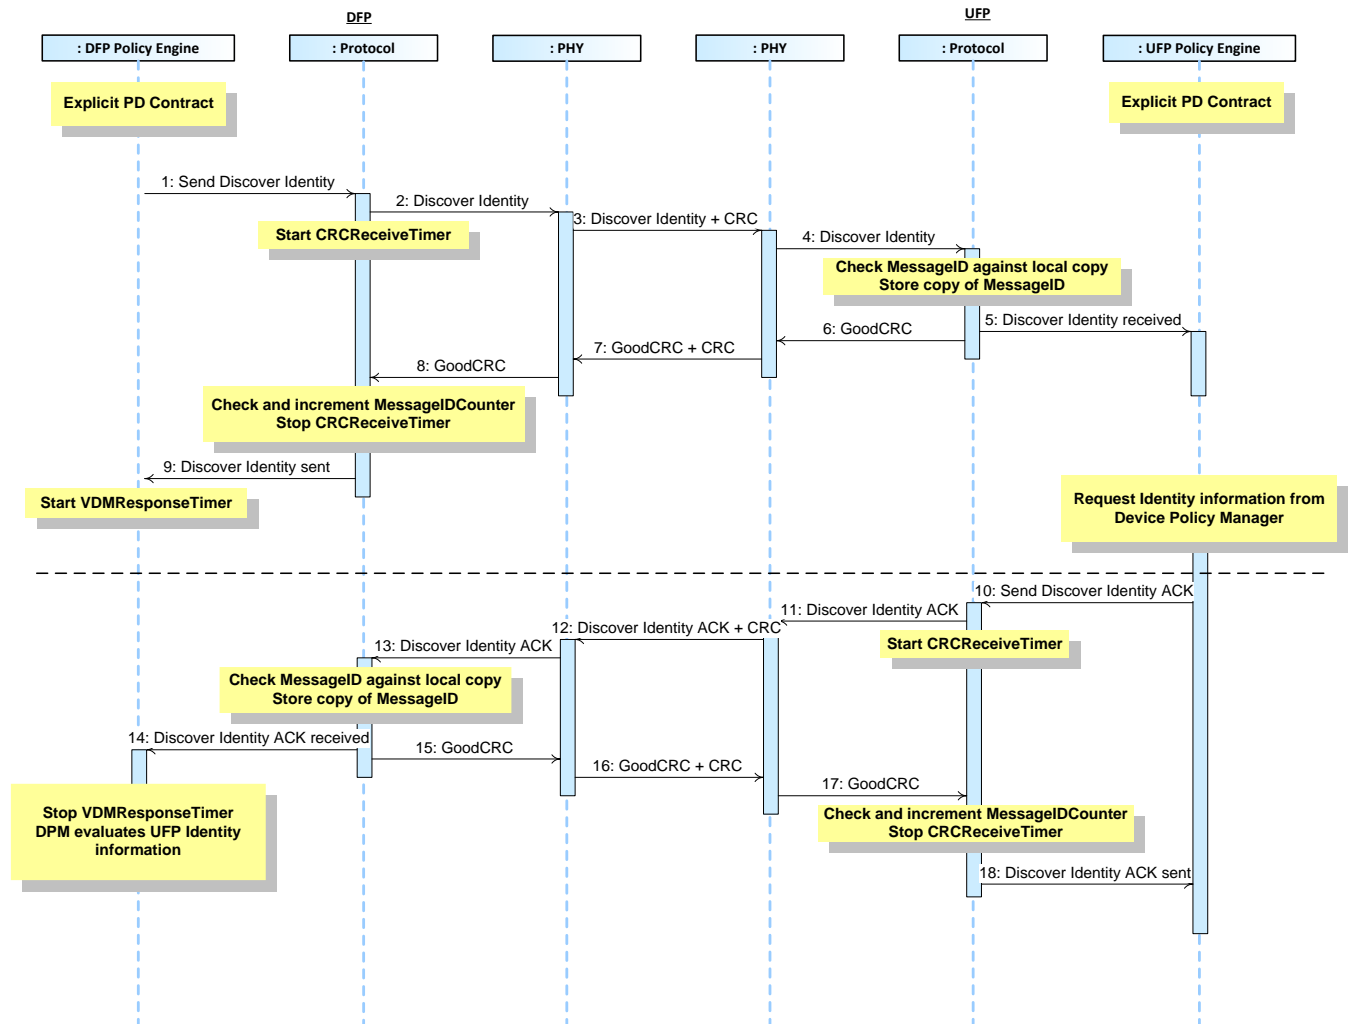 DFP
UFP
: DFP Policy Engine
: Protocol
: PHY
: PHY
: Protocol
: UFP Policy Engine
Explicit PD Contract
Explicit PD Contract
1: Send Discover Identity
2: Discover Identity
3: Discover Identity + CRC
Start CRCReceiveTimer
4: Discover Identity
Check MessageID against local copy
Store copy of MessageID
5: Discover Identity received
6: GoodCRC
7: GoodCRC + CRC
8: GoodCRC
Check and increment MessageIDCounter
Stop CRCReceiveTimer
9: Discover Identity sent
Start VDMResponseTimer
Request Identity information from
Device Policy Manager
10: Send Discover Identity ACK
11: Discover Identity ACK
12: Discover Identity ACK + CRC
Start CRCReceiveTimer
13: Discover Identity ACK
Check MessageID against local copy
Store copy of MessageID
14: Discover Identity ACK received
15: GoodCRC
16: GoodCRC + CRC
17: GoodCRC
Stop VDMResponseTimer
DPM evaluates UFP Identity
information
Check and increment MessageIDCounter
Stop CRCReceiveTimer
18: Discover Identity ACK sent